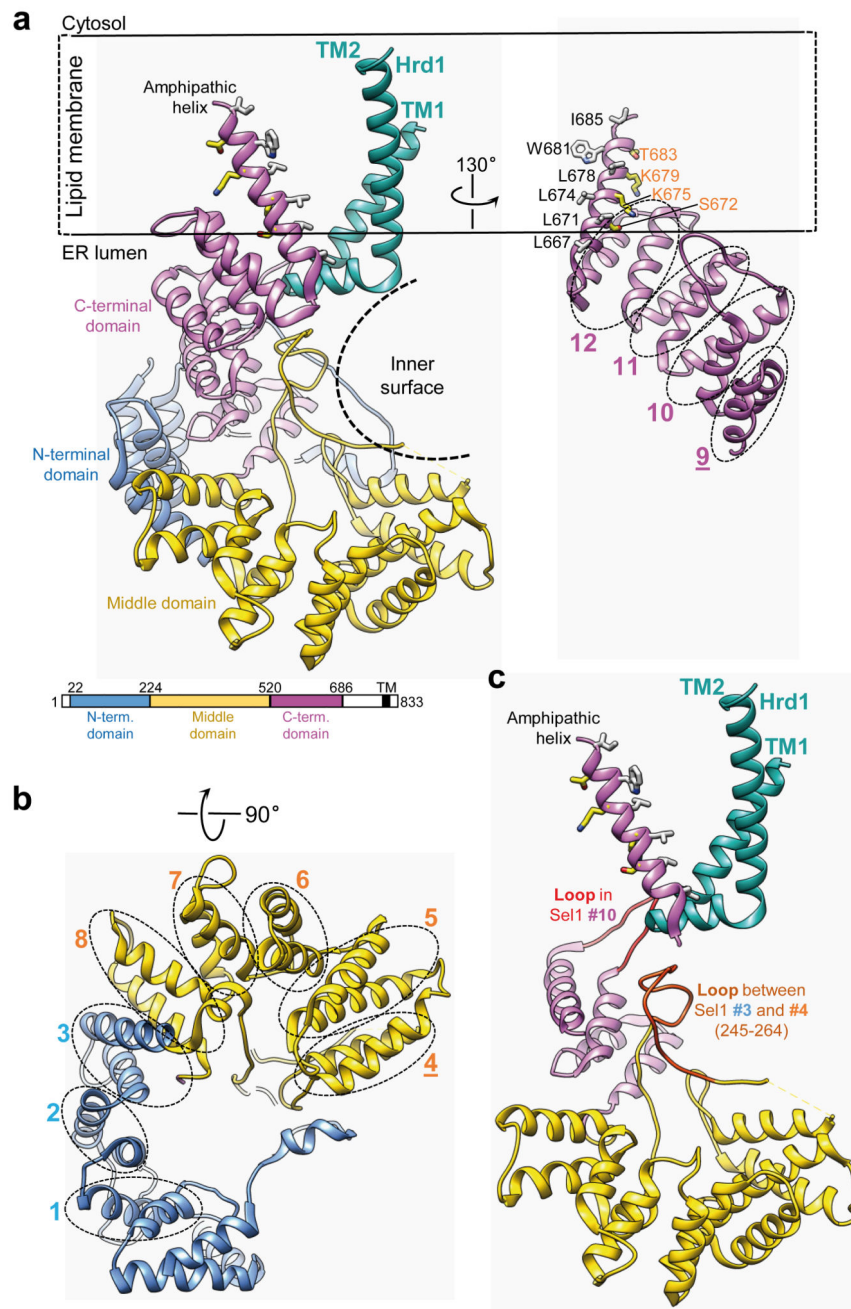 a
Cytosol
Lipid membrane
ER lumen
Amphipathic
helix
TM2
Hrd1
TM1
130°
C-terminal
domain
Inner
surface
N-terminal
domain
Middle domain
I685
W681
T683
L678
K679
L674
K675
S672
L671
L667
12
11
10
9
1
22
224
520
686
TM
833
N-term.
domain
Middle
domain
C-term.
domain
b
90°
7
6
8
5
3
4
2
1
c
TM2
Hrd1
Amphipathic
helix
TM1
Loop in
Sel1 #10
Loop between
Sel1 #3 and #4
(245-264)